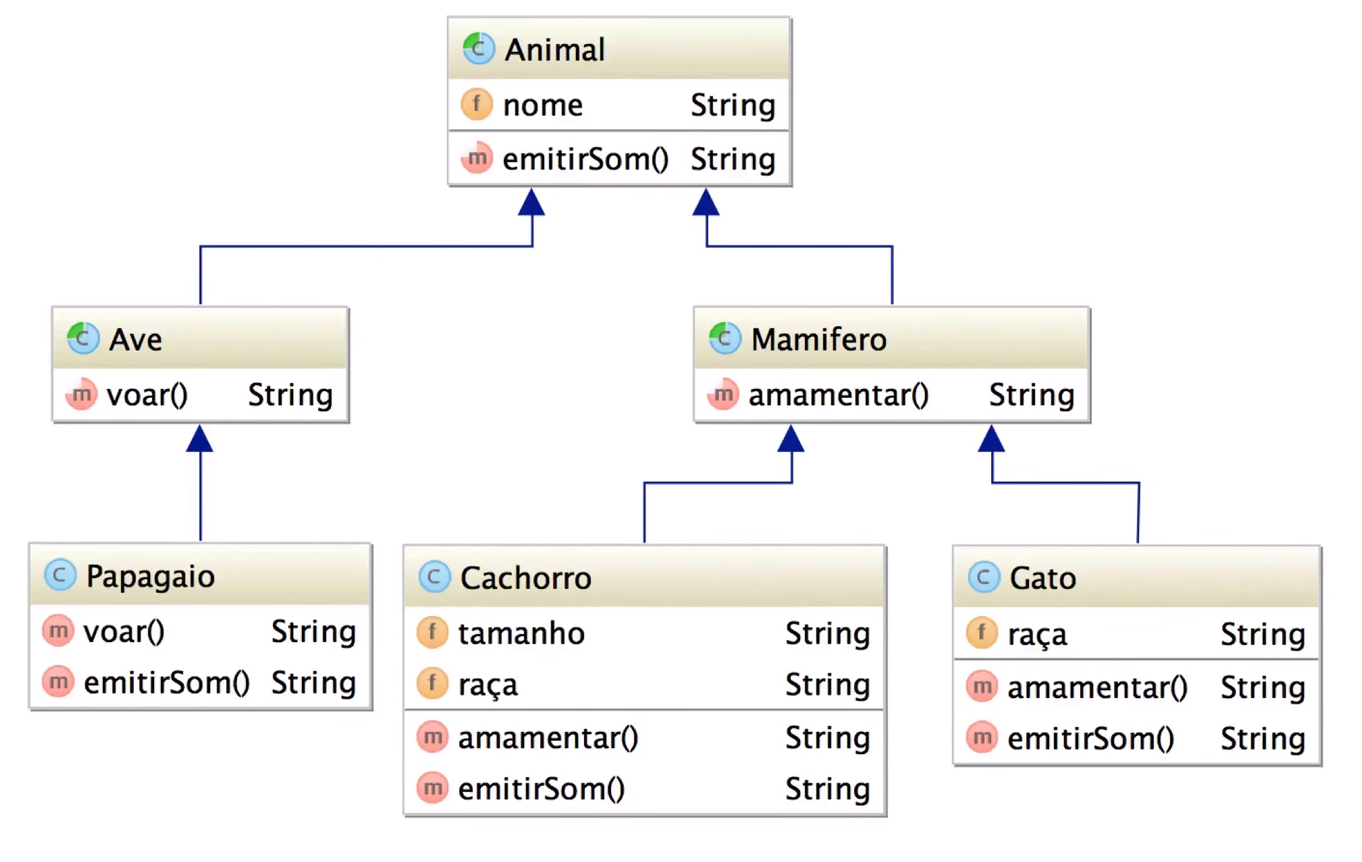 Animal
nome String
emitirSom() String
Ave
voar() String
Mamifero
amamentar() String
Papagaio
voar() String
emitirSom() String
Cachorro
tamanho String
raça String
amamentar() String
emitirSom() String
Gato
raça String
amamentar() String
emitirSom() String